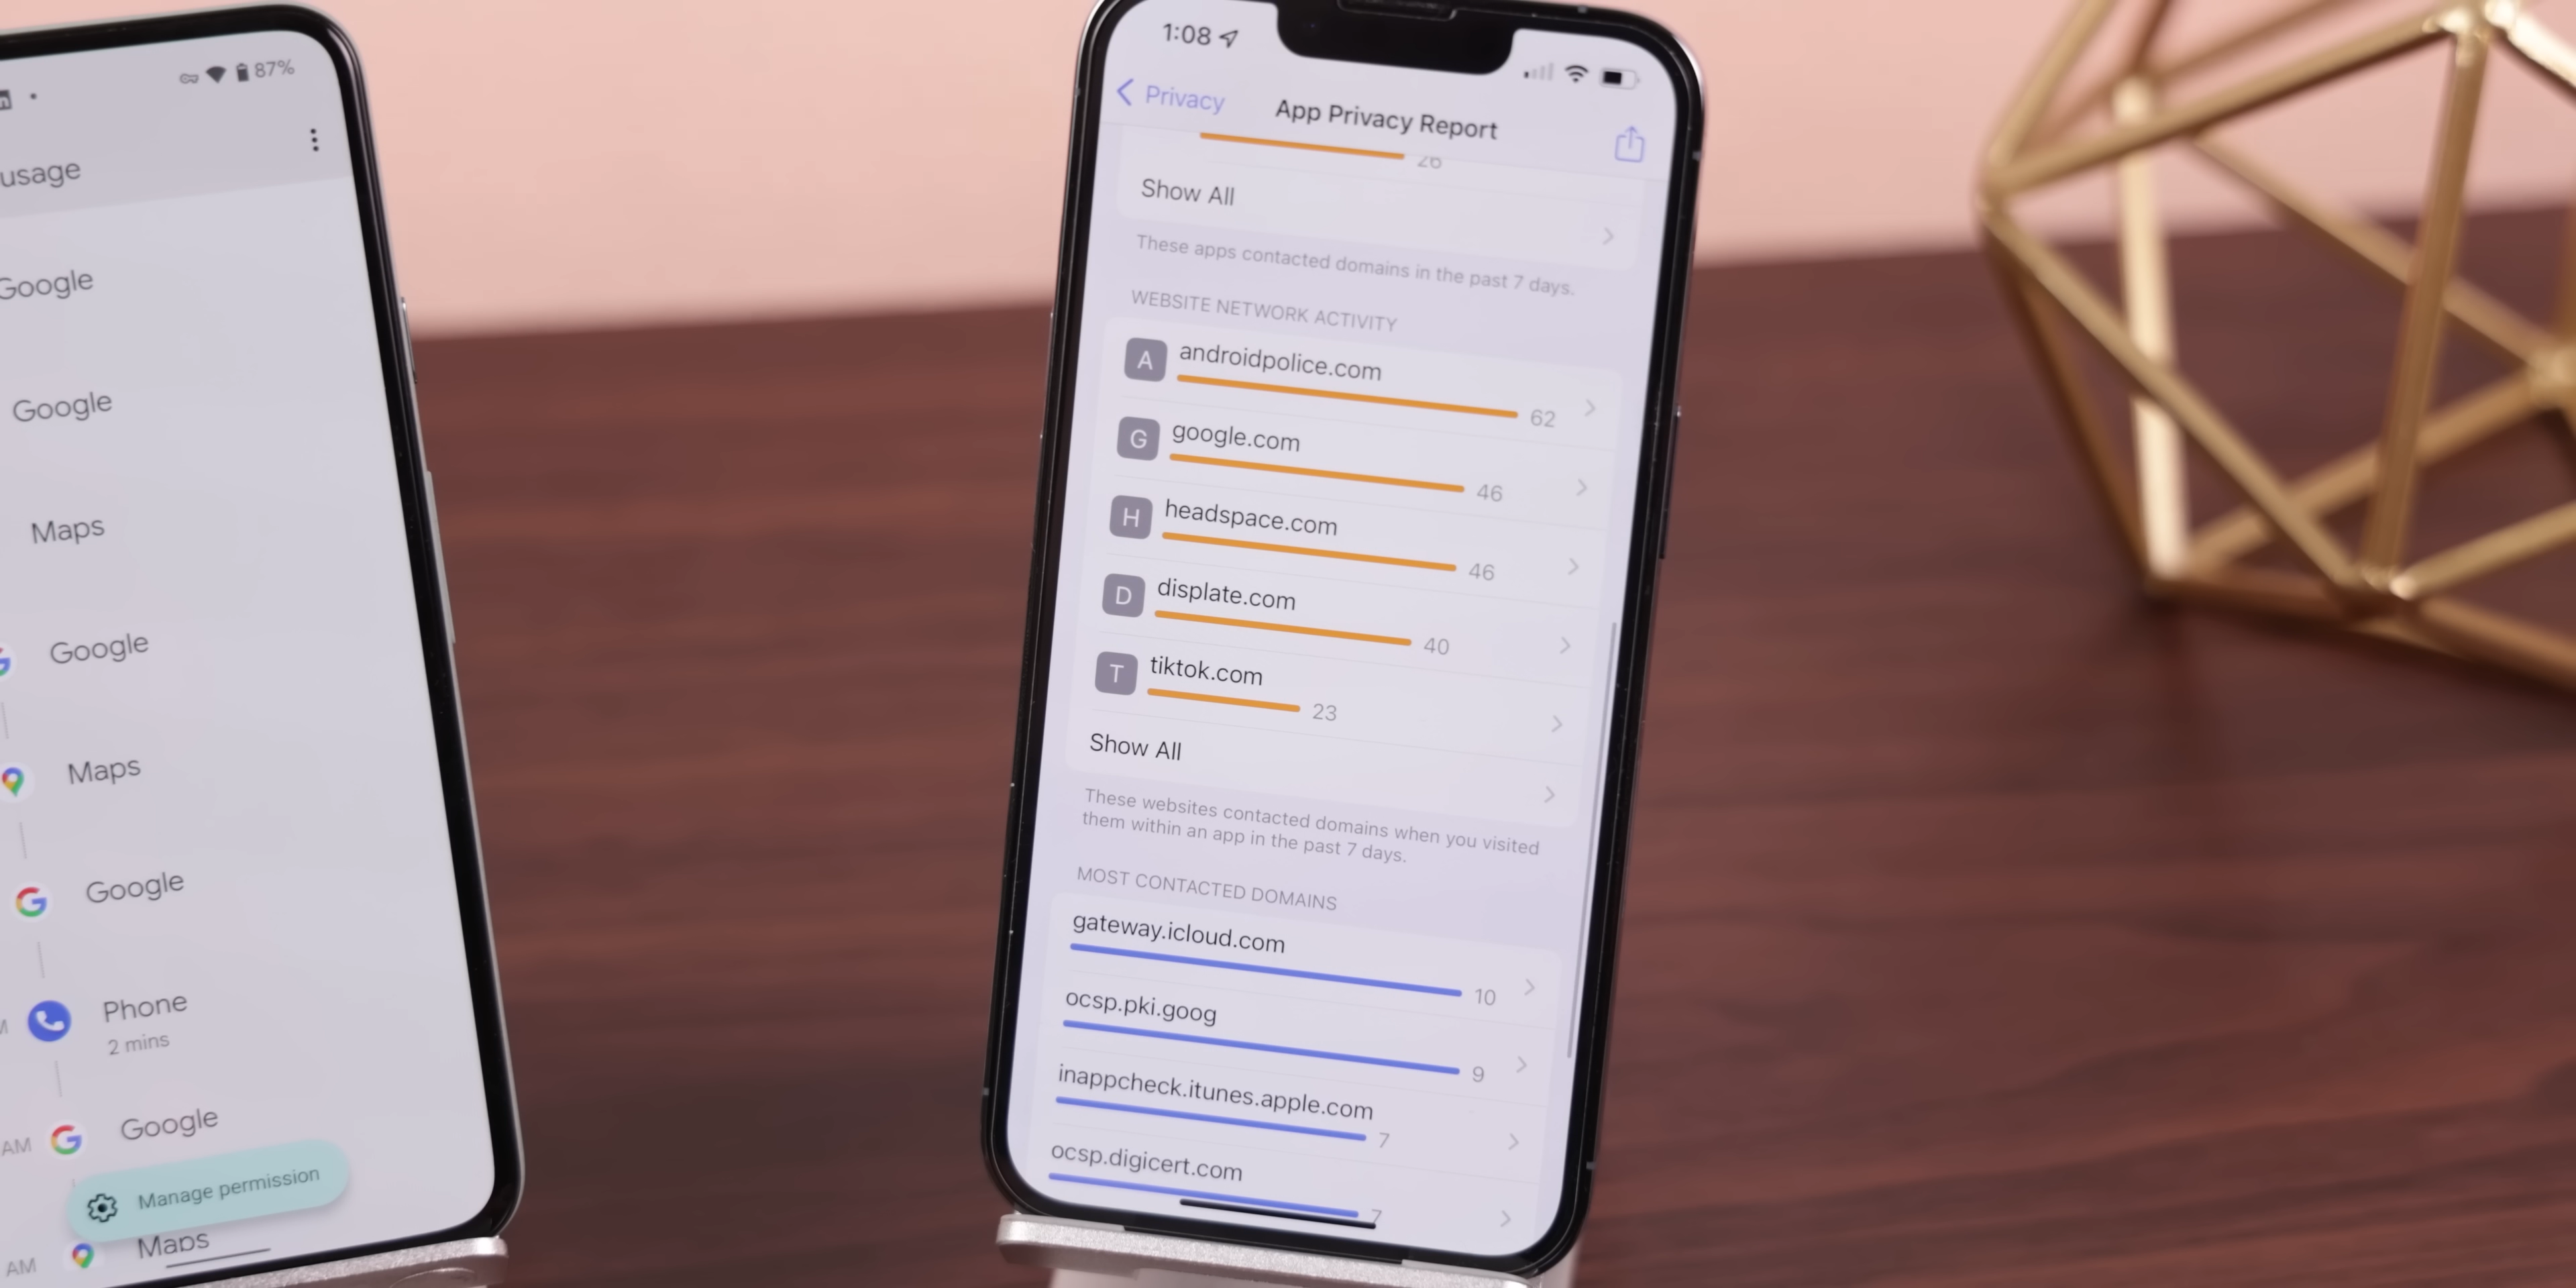 87%
usage
Google
Google
Maps
Google
Maps
Google
Phone
2 mins
AM
Google
Manage permission
AM
Maps
1:08
Privacy
App Privacy Report
26
Show All
These apps contacted domains in the past 7 days.
WEBSITE NETWORK ACTIVITY
A
androidpolice.com
62
G
google.com
46
H
headspace.com
46
D
displate.com
40
T
tiktok.com
23
Show All
These websites contacted domains when you visited
them within an app in the past 7 days.
MOST CONTACTED DOMAINS
gateway.icloud.com
10
ocsp.pki.goog
9
inappcheck.itunes.apple.com
7
ocsp.digicert.com
7